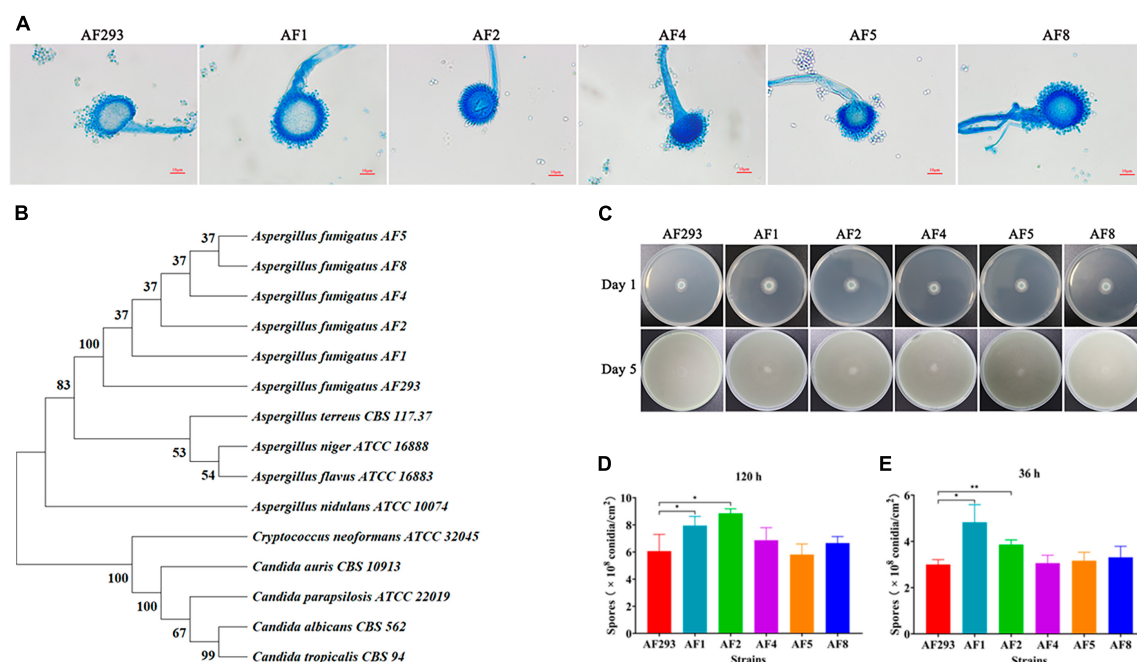 A
AF293 AF1 AF2 AF4 AF5 AF8
10μm 10μm 10μm 10μm 10μm 10μm
B
37 Aspergillus fumigatus AF5
37 Aspergillus fumigatus AF8
37 Aspergillus fumigatus AF4
37 Aspergillus fumigatus AF2
100 Aspergillus fumigatus AF1
83 Aspergillus fumigatus AF293
Aspergillus terreus CBS 117.37
53 Aspergillus niger ATCC 16888
54 Aspergillus flavus ATCC 16883
Aspergillus nidulans ATCC 10074
Cryptococcus neoformans ATCC 32045
100 Candida auris CBS 10913
100 Candida parapsilosis ATCC 22019
67 Candida albicans CBS 562
99 Candida tropicalis CBS 94
C
AF293 AF1 AF2 AF4 AF5 AF8
Day 1
Day 5
D
120 h
Spores ( × 10⁸ conidia/cm²)
10
8
6
4
2
0
*
*
AF293 AF1 AF2 AF4 AF5 AF8
Strains
E
36 h
Spores ( × 10⁸ conidia/cm²)
6
4
2
0
**
*
AF293 AF1 AF2 AF4 AF5 AF8
Strains